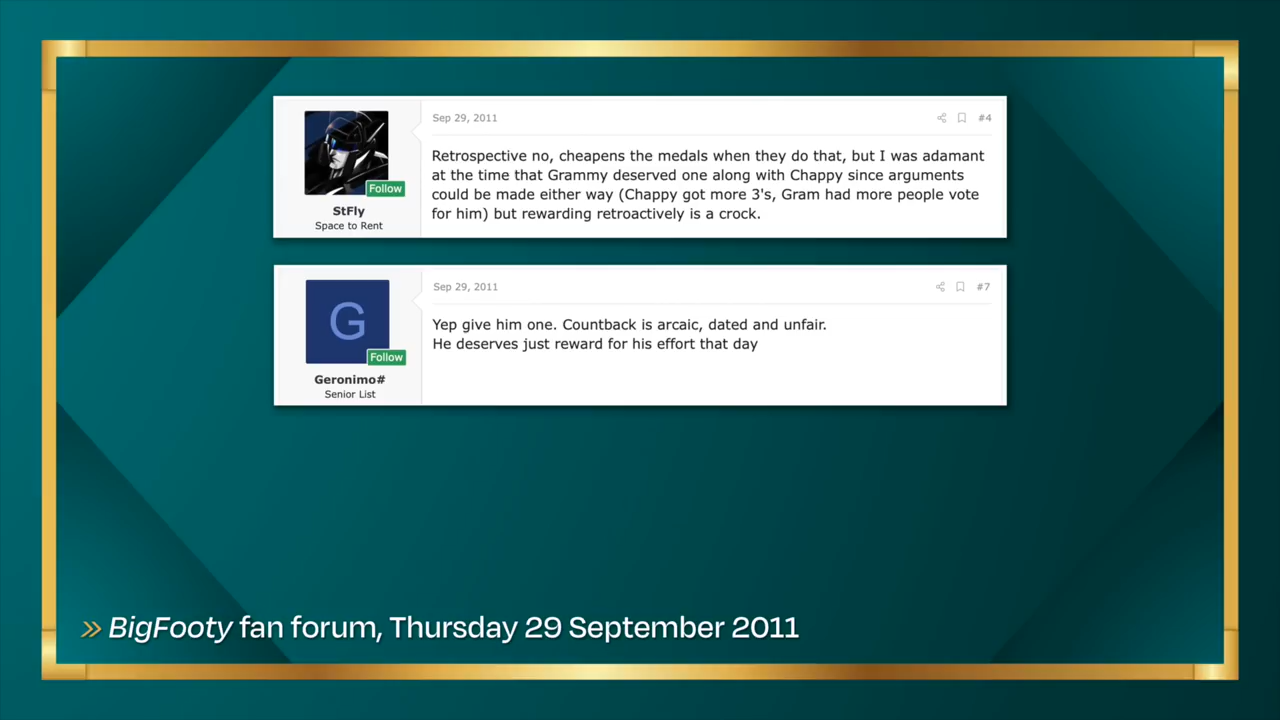 Sep 29, 2011
#4
Retrospective no, cheapens the medals when they do that, but I was adamant
at the time that Grammy deserved one along with Chappy since arguments
could be made either way (Chappy got more 3's, Gram had more people vote
for him) but rewarding retroactively is a crock.
Follow
StFly
Space to Rent
Sep 29, 2011
#7
Yep give him one. Countback is arcaic, dated and unfair.
He deserves just reward for his effort that day
G
Follow
Geronimo#
Senior List
» BigFooty fan forum, Thursday 29 September 2011